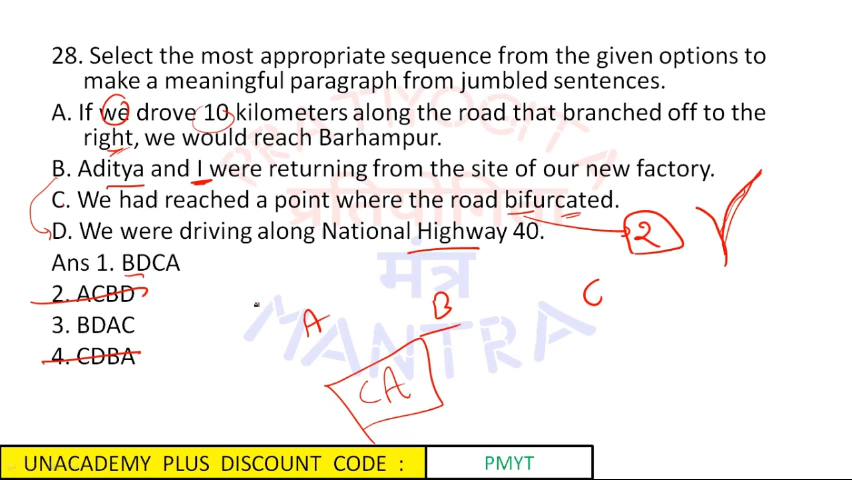 28. Select the most appropriate sequence from the given options to
make a meaningful paragraph from jumbled sentences.
A. If we drove 10 kilometers along the road that branched off to the
right, we would reach Barhampur.
B. Aditya and I were returning from the site of our new factory.
C. We had reached a point where the road bifurcated.
D. We were driving along National Highway 40.
2
Ans 1. BDCA
2. ACBD
3. BDAC
4. CDBA
A B C
CA
PRATIYOGITA
प्रतियोगिता
मंत्र
MANTRA
UNACADEMY PLUS DISCOUNT CODE : PMYT